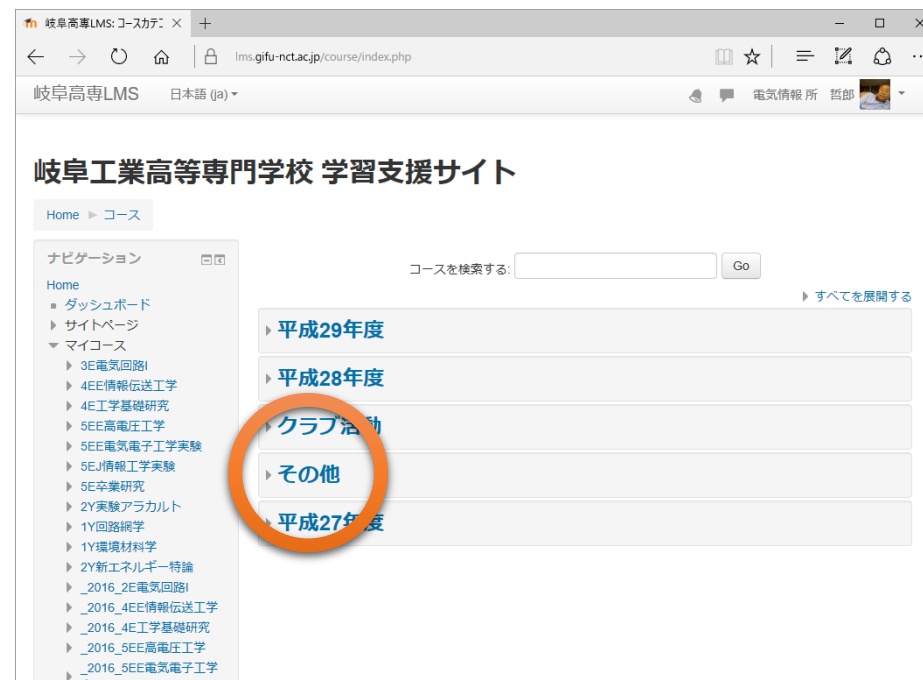 岐阜高専LMS: コースカテゴ
lms.gifu-nct.ac.jp/course/index.php
岐阜高専LMS 日本語 (ja)
電気情報 所 哲郎
岐阜工業高等専門学校 学習支援サイト
Home コース
ナビゲーション
Home
ダッシュボード
サイトページ
マイコース
3E電気回路I
4EE情報伝送工学
4E工学基礎研究
5EE高電圧工学
5EE電気電子工学実験
5EJ情報工学実験
5E卒業研究
2Y実験アラカルト
1Y回路網学
1Y環境材料学
2Y新エネルギー特論
_2016_2E電気回路I
_2016_4EE情報伝送工学
_2016_4E工学基礎研究
_2016_5EE高電圧工学
_2016_5EE電気電子工学
コースを検索する: Go
すべてを展開する
平成29年度
平成28年度
クラブ活動
その他
平成27年度